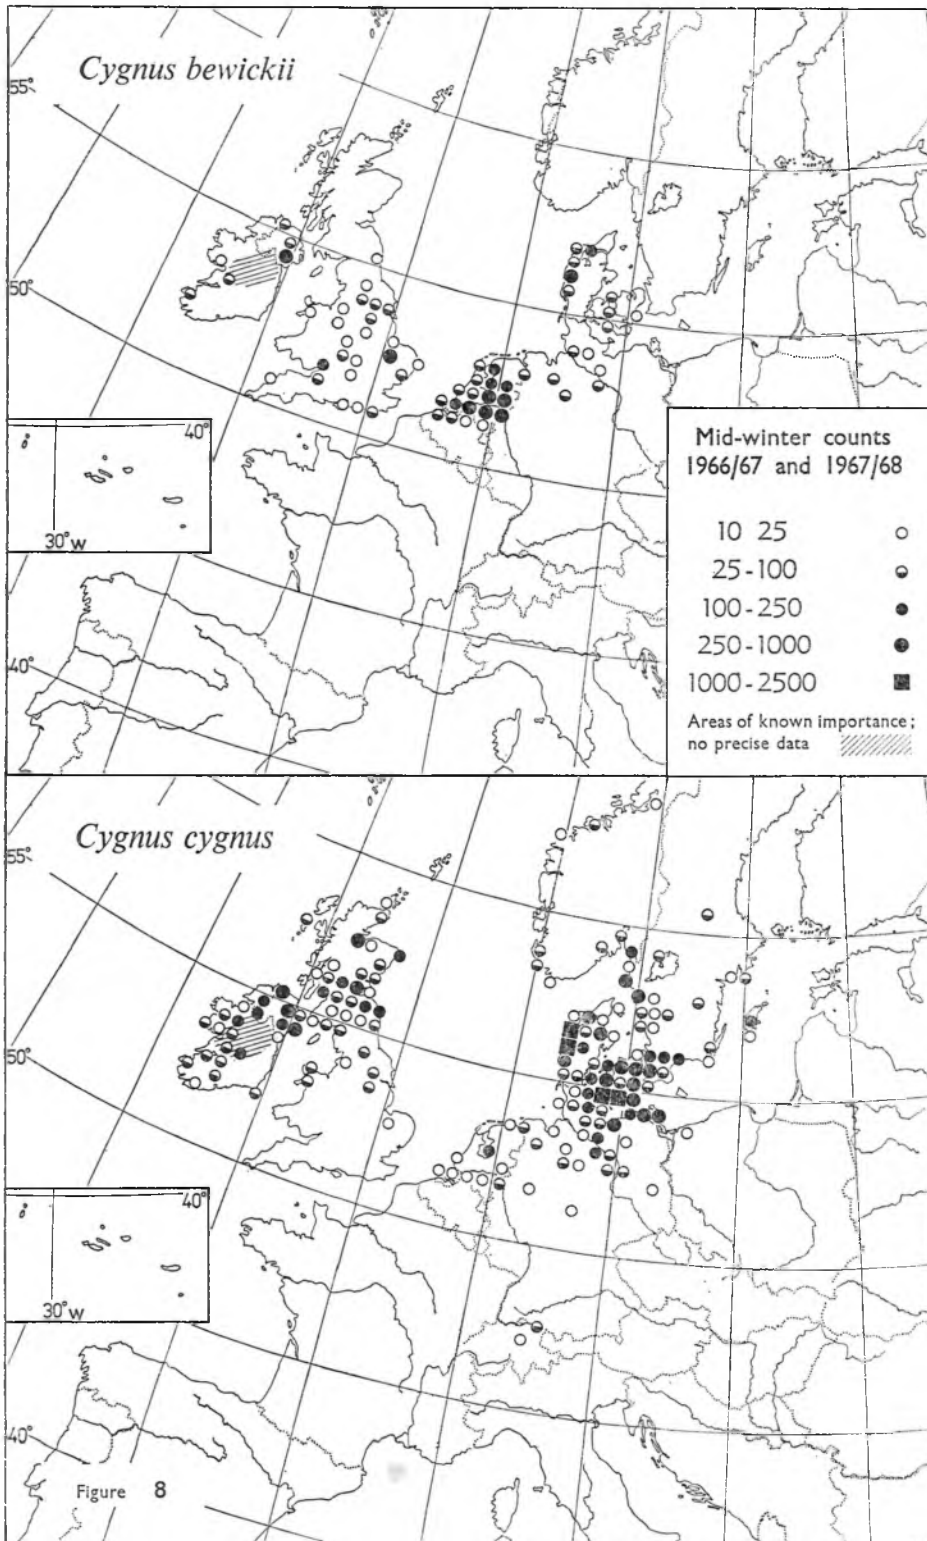 Cygnus bewickii
55°
50°
40°
30°w
40°
Mid-winter counts
1966/67 and 1967/68
10 25
25-100
100-250
250-1000
1000-2500
Areas of known importance;
no precise data
Cygnus cygnus
55°
50°
40°
30°w
40°
Figure 8